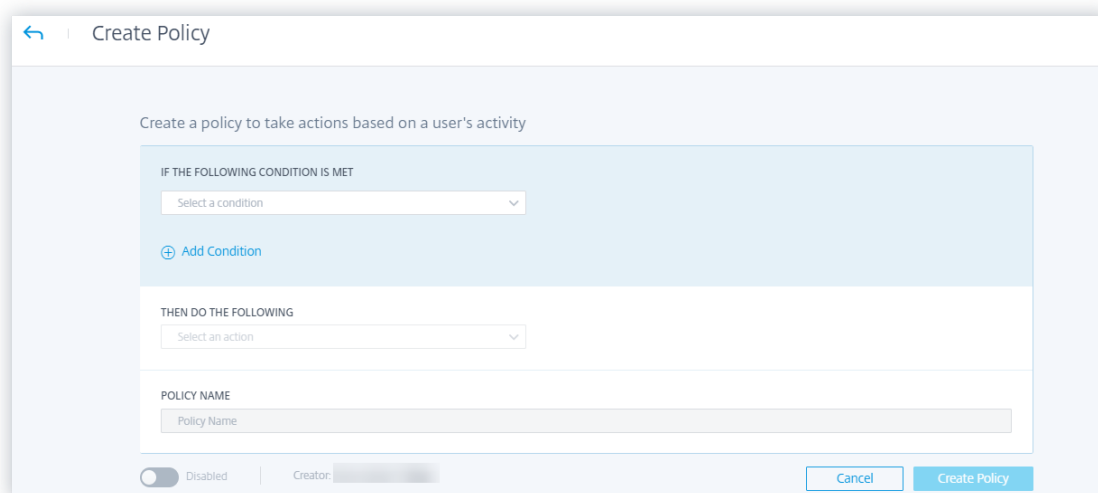 Create Policy
Create a policy to take actions based on a user's activity
IF THE FOLLOWING CONDITION IS MET
Select a condition
Add Condition
THEN DO THE FOLLOWING
Select an action
POLICY NAME
Policy Name
Disabled
Creator:
Cancel
Create Policy